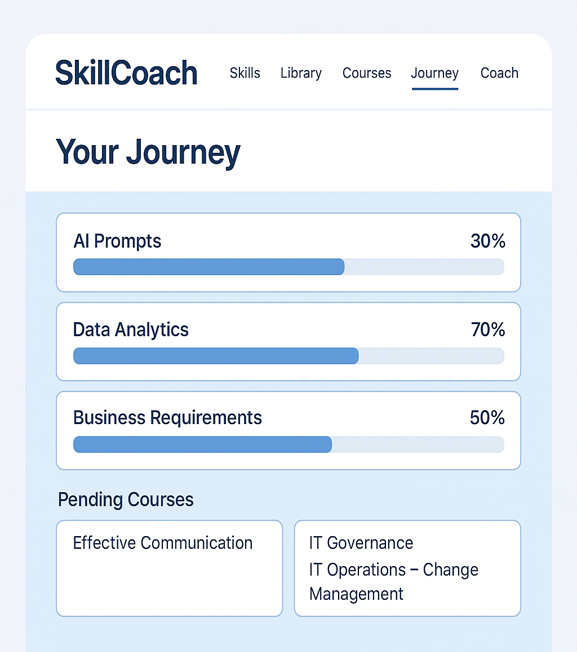 SkillCoach
Skills Library Courses Journey Coach
Your Journey
AI Prompts 30%
Data Analytics 70%
Business Requirements 50%
Pending Courses
Effective Communication
IT Governance
IT Operations – Change
Management